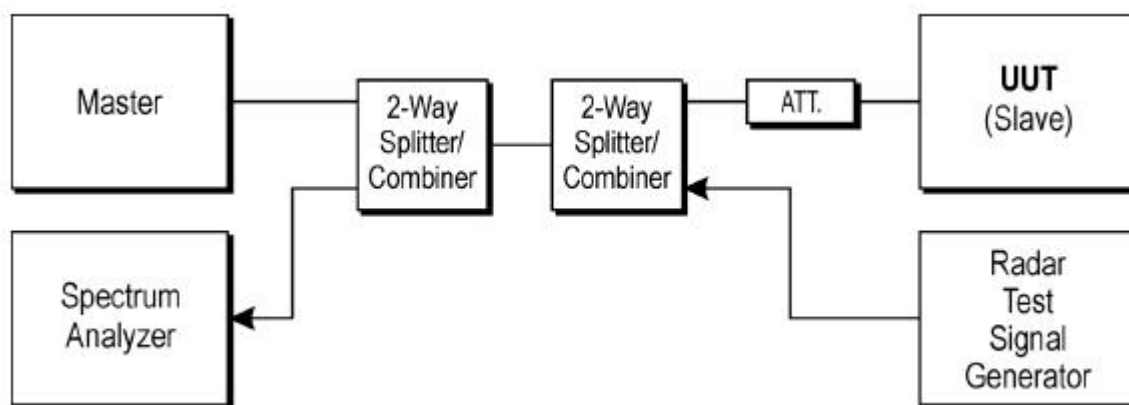 Master
2-Way
Splitter/
Combiner
2-Way
Splitter/
Combiner
ATT.
UUT
(Slave)
Spectrum
Analyzer
Radar
Test
Signal
Generator